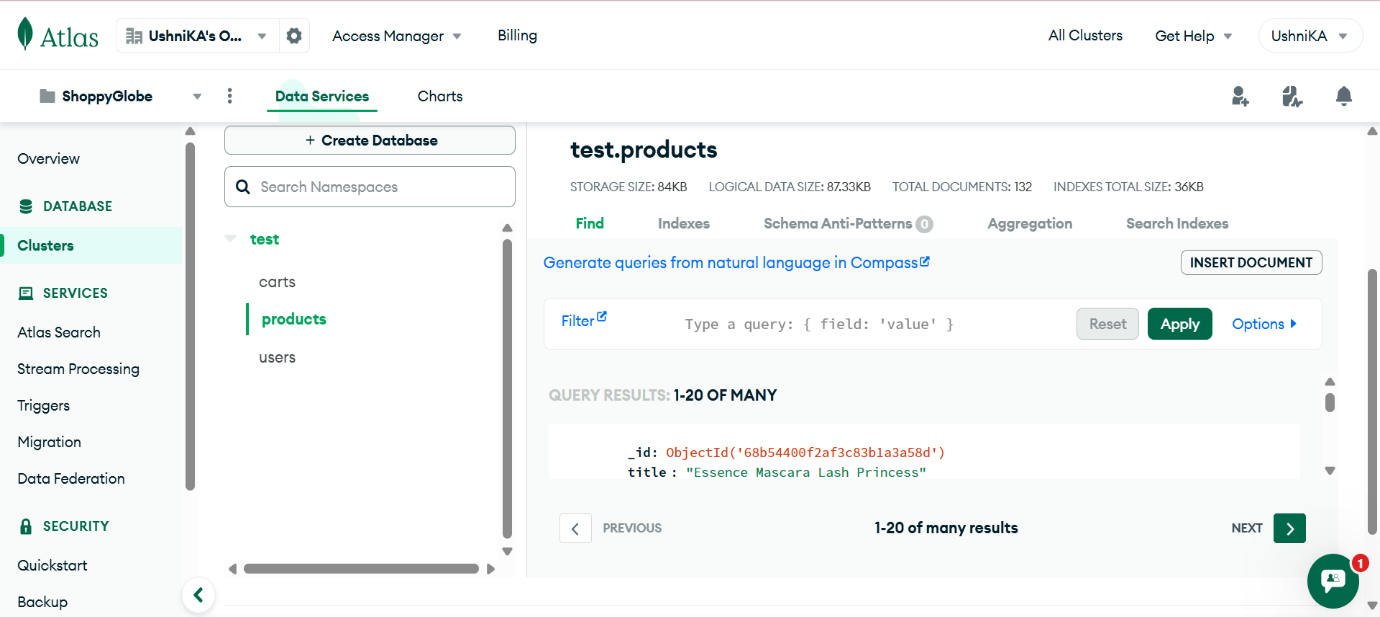 Atlas
UshniKA's O...
Access Manager
Billing
All Clusters
Get Help
UshniKA
ShoppyGlobe
Data Services
Charts
Overview
DATABASE
Clusters
SERVICES
Atlas Search
Stream Processing
Triggers
Migration
Data Federation
SECURITY
Quickstart
Backup
+ Create Database
Search Namespaces
test
carts
products
users
test.products
STORAGE SIZE: 84KB LOGICAL DATA SIZE: 87.33KB TOTAL DOCUMENTS: 132 INDEXES TOTAL SIZE: 36KB
Find Indexes Schema Anti-Patterns 0 Aggregation Search Indexes
Generate queries from natural language in Compass
INSERT DOCUMENT
Filter
Type a query: { field: 'value' }
Reset
Apply
Options
QUERY RESULTS: 1-20 OF MANY
_id: ObjectId('68b54400f2af3c83b1a3a58d')
title : "Essence Mascara Lash Princess"
PREVIOUS
1-20 of many results
NEXT
1